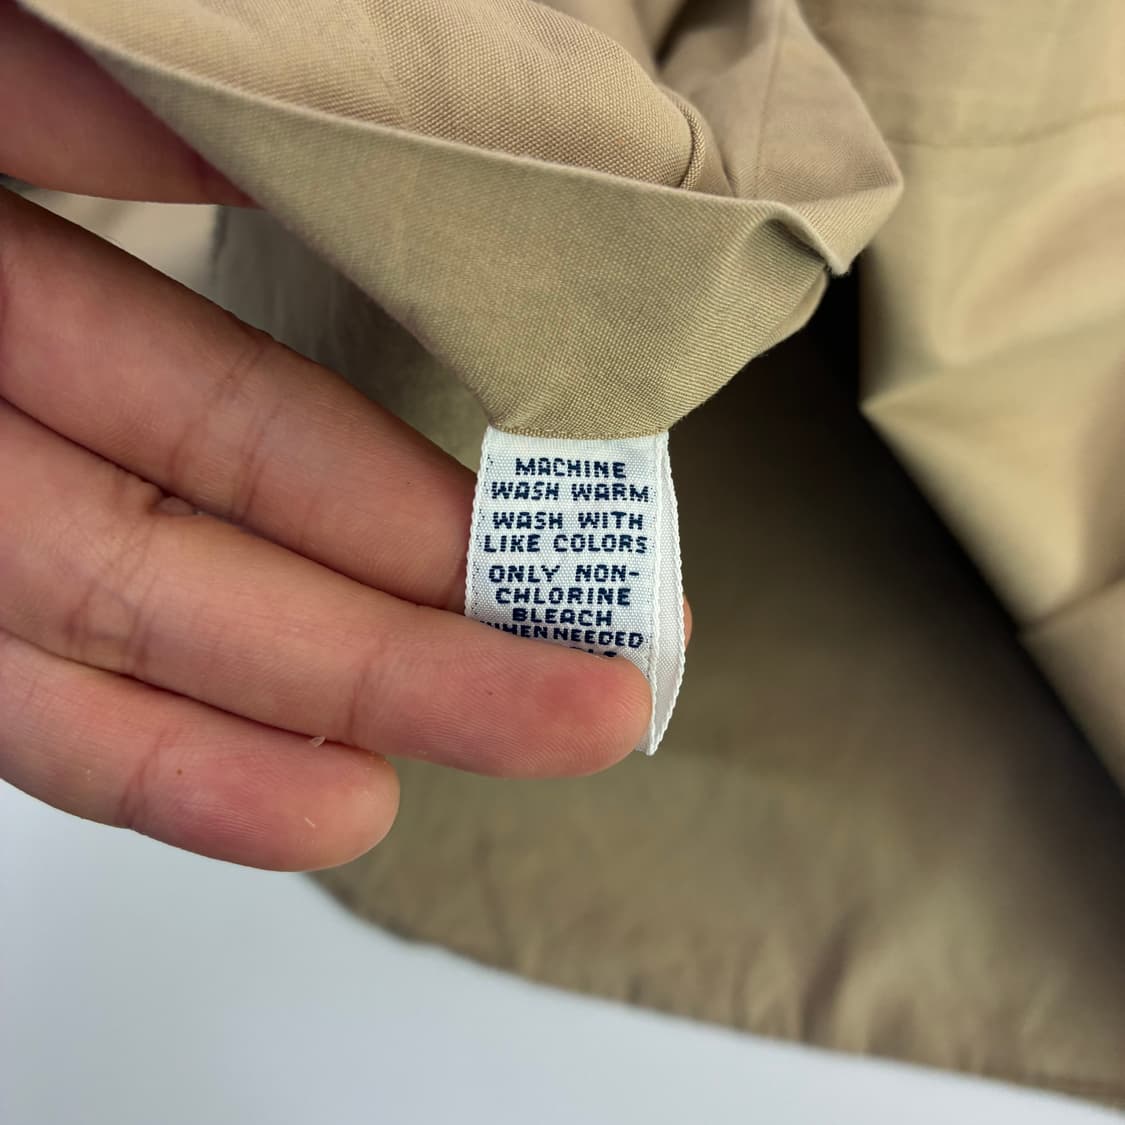 MACHINE
WASH WARM
WASH WITH
LIKE COLORS
ONLY NON-
CHLORINE
BLEACH
WHEN NEEDED